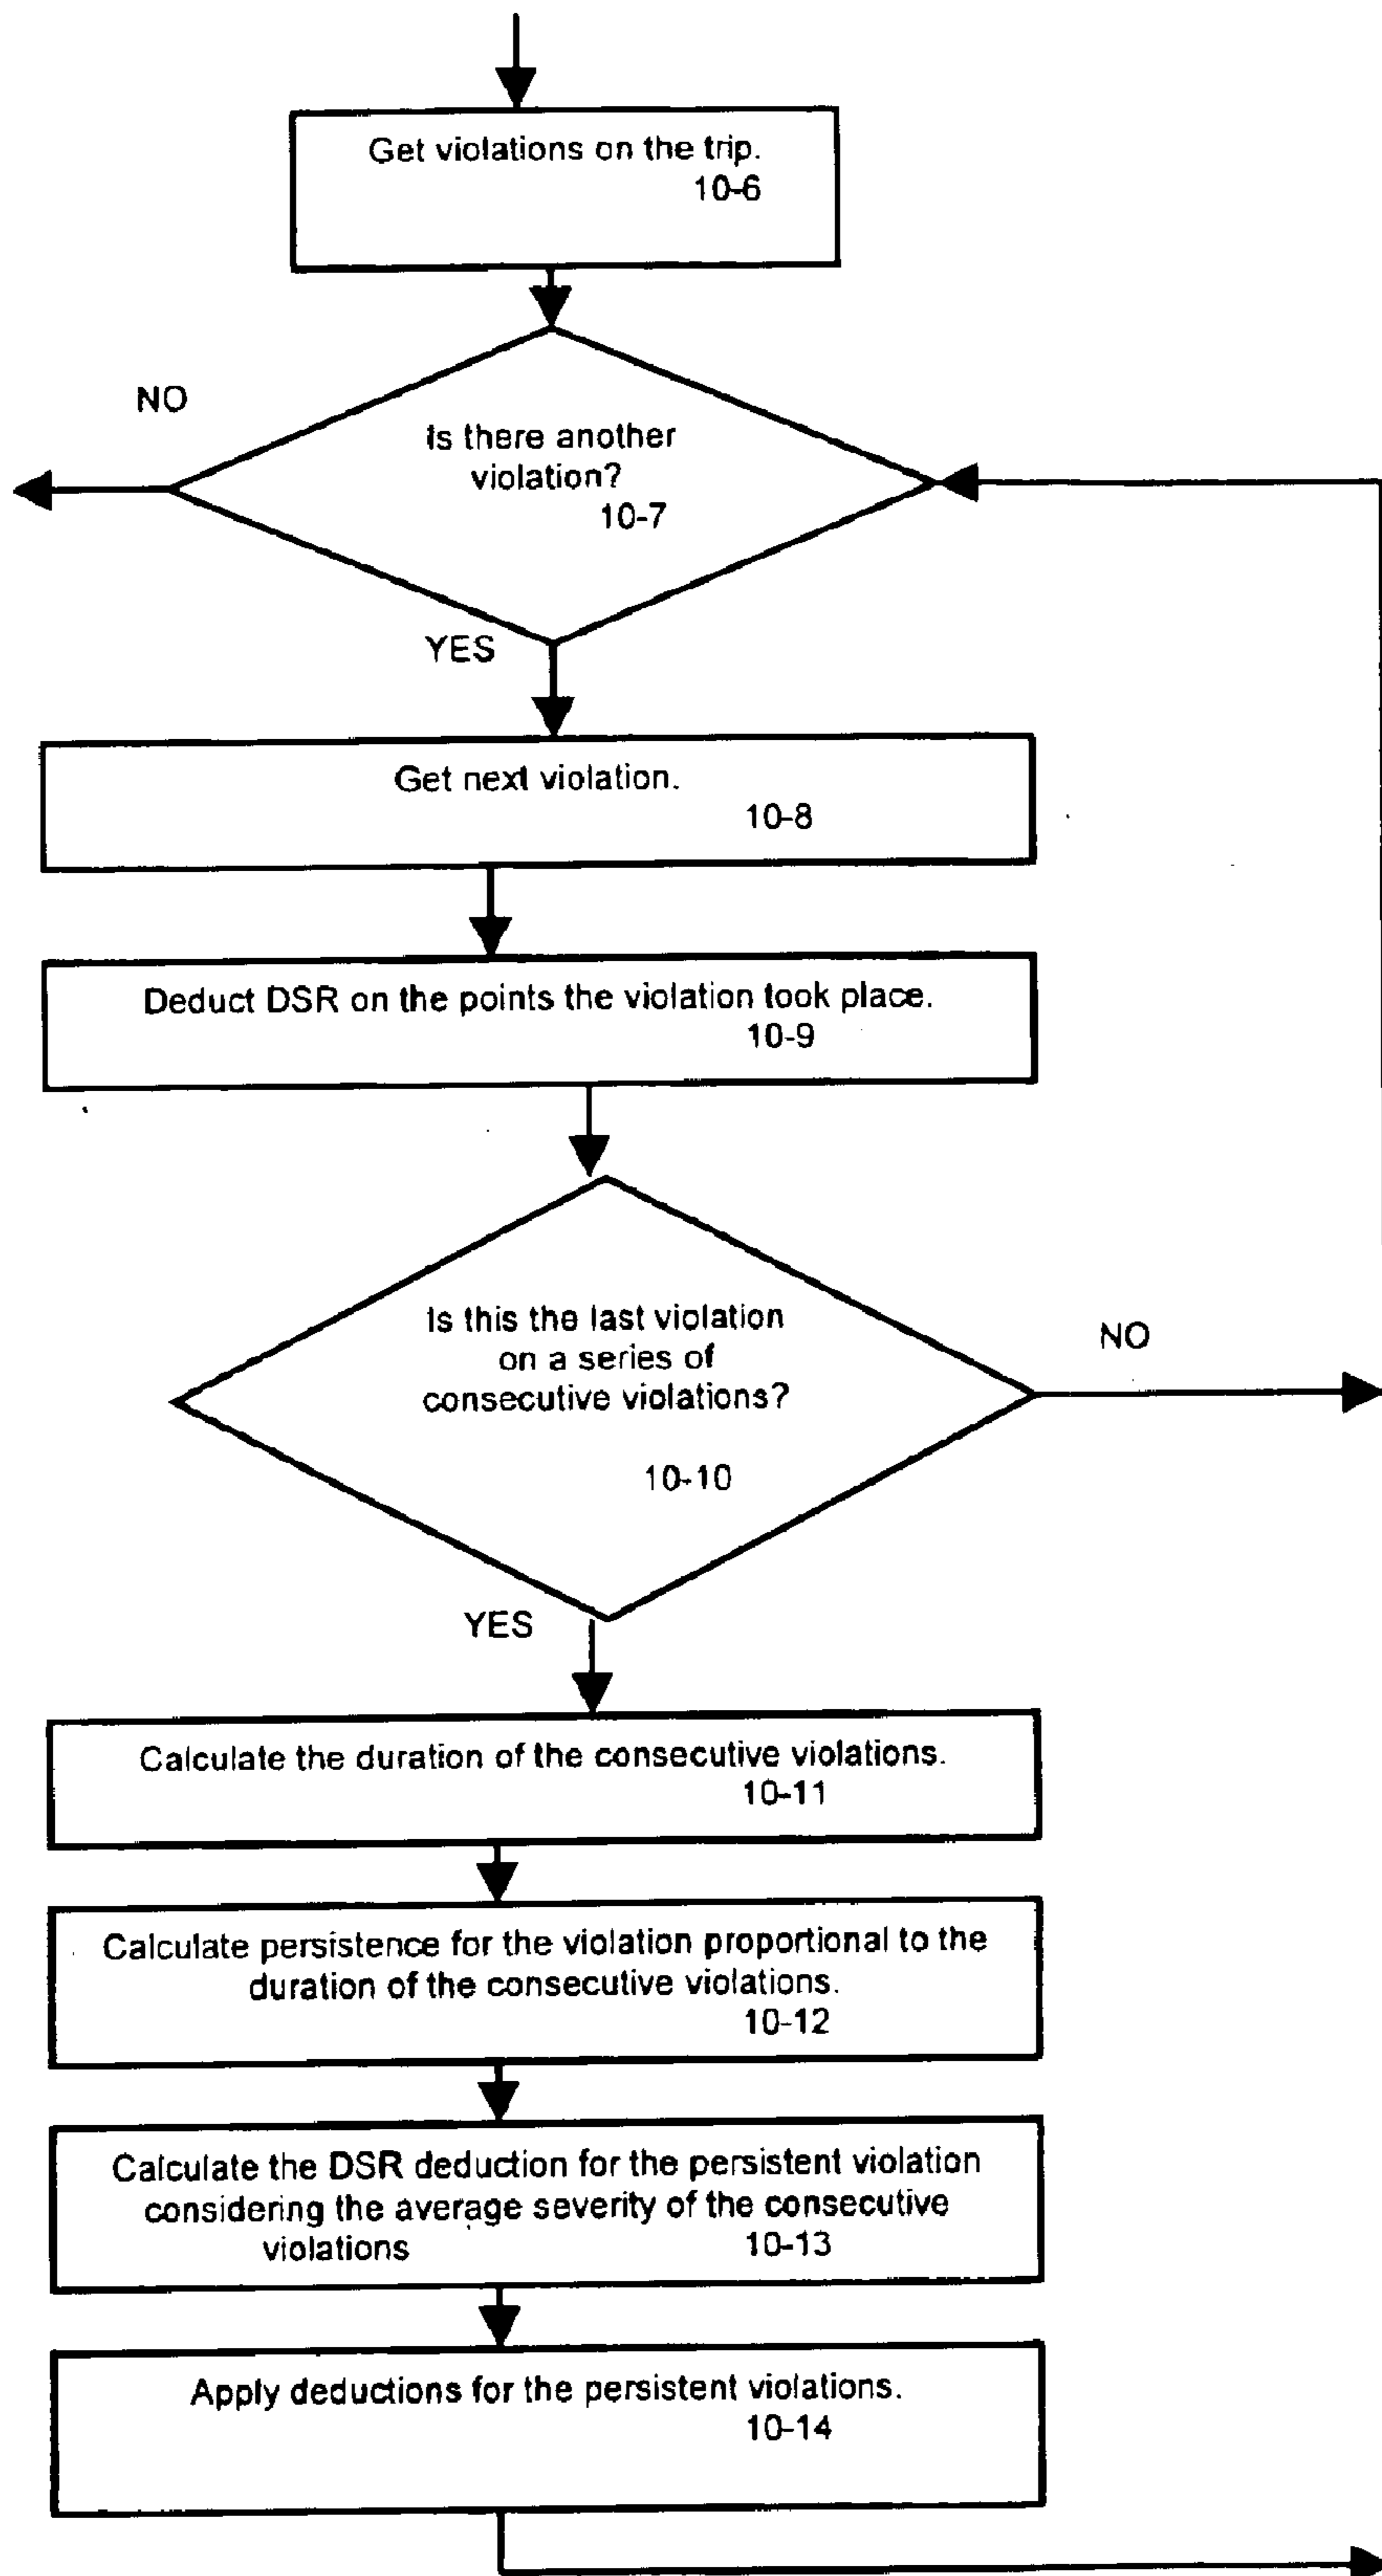 Get violations on the trip.
10-6
NO
Is there another
violation?
10-7
YES
Get next violation.
10-8
Deduct DSR on the points the violation took place.
10-9
Is this the last violation
on a series of
consecutive violations?
NO
10-10
YES
Calculate the duration of the consecutive violations.
10-11
Calculate persistence for the violation proportional to the
duration of the consecutive violations.
10-12
Calculate the DSR deduction for the persistent violation
considering the average severity of the consecutive
violations 10-13
Apply deductions for the persistent violations.
10-14